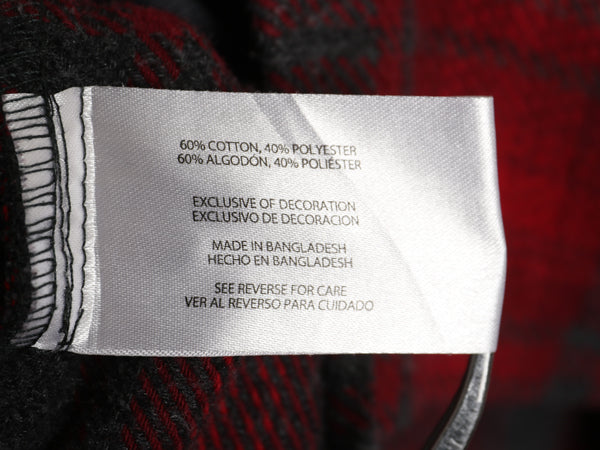 60% COTTON, 40% POLYESTER
60% ALGODÓN, 40% POLIÉSTER
EXCLUSIVE OF DECORATION
EXCLUSIVO DE DECORACION
MADE IN BANGLADESH
HECHO EN BANGLADESH
SEE REVERSE FOR CARE
VER AL REVERSO PARA CUIDADO